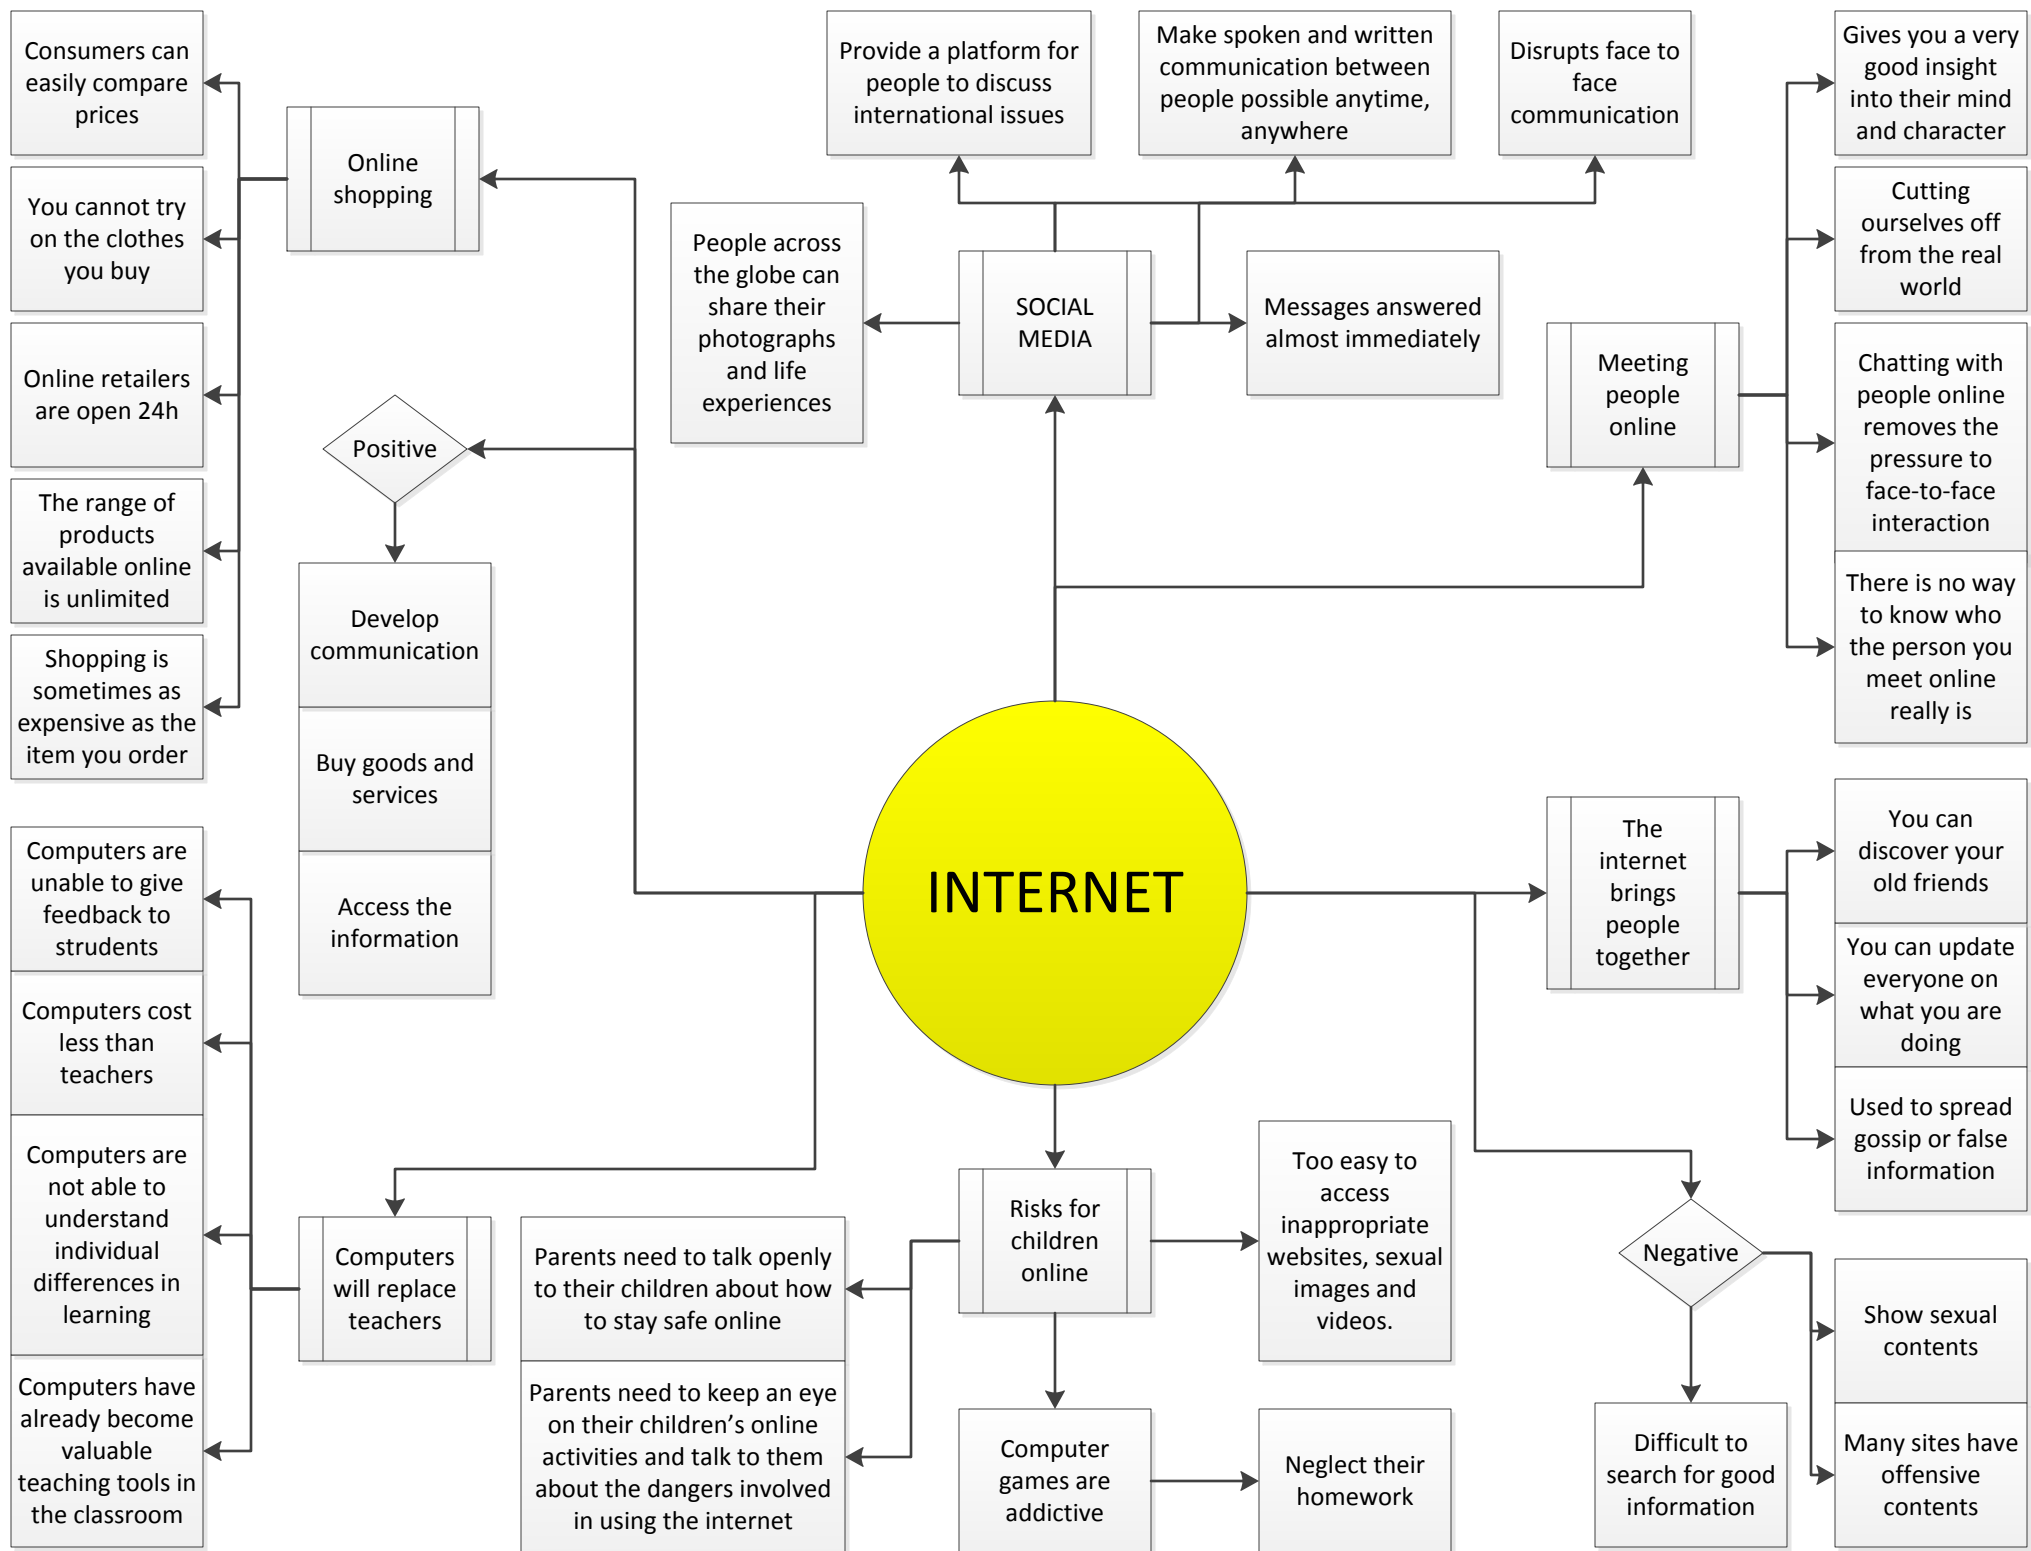 Consumers can
easily compare
prices
You cannot try
on the clothes
you buy
Online retailers
are open 24h
The range of
products
available online
is unlimited
Shopping is
sometimes as
expensive as the
item you order
Online
shopping
Positive
Develop
communication
Buy goods and
services
Access the
information
Provide a platform for
people to discuss
international issues
Make spoken and written
communication between
people possible anytime,
anywhere
Disrupts face to
face
communication
People across
the globe can
share their
photographs
and life
experiences
SOCIAL
MEDIA
Messages answered
almost immediately
Meeting
people
online
Gives you a very
good insight
into their mind
and character
Cutting
ourselves off
from the real
world
Chatting with
people online
removes the
pressure to
face-to-face
interaction
There is no way
to know who
the person you
meet online
really is
INTERNET
The
internet
brings
people
together
You can
discover your
old friends
You can update
everyone on
what you are
doing
Used to spread
gossip or false
information
Computers are
unable to give
feedback to
strudents
Computers cost
less than
teachers
Computers are
not able to
understand
individual
differences in
learning
Computers have
already become
valuable
teaching tools in
the classroom
Computers
will replace
teachers
Parents need to talk openly
to their children about how
to stay safe online
Parents need to keep an eye
on their children’s online
activities and talk to them
about the dangers involved
in using the internet
Risks for
children
online
Too easy to
access
inappropriate
websites, sexual
images and
videos.
Computer
games are
addictive
Neglect their
homework
Negative
Show sexual
contents
Difficult to
search for good
information
Many sites have
offensive
contents